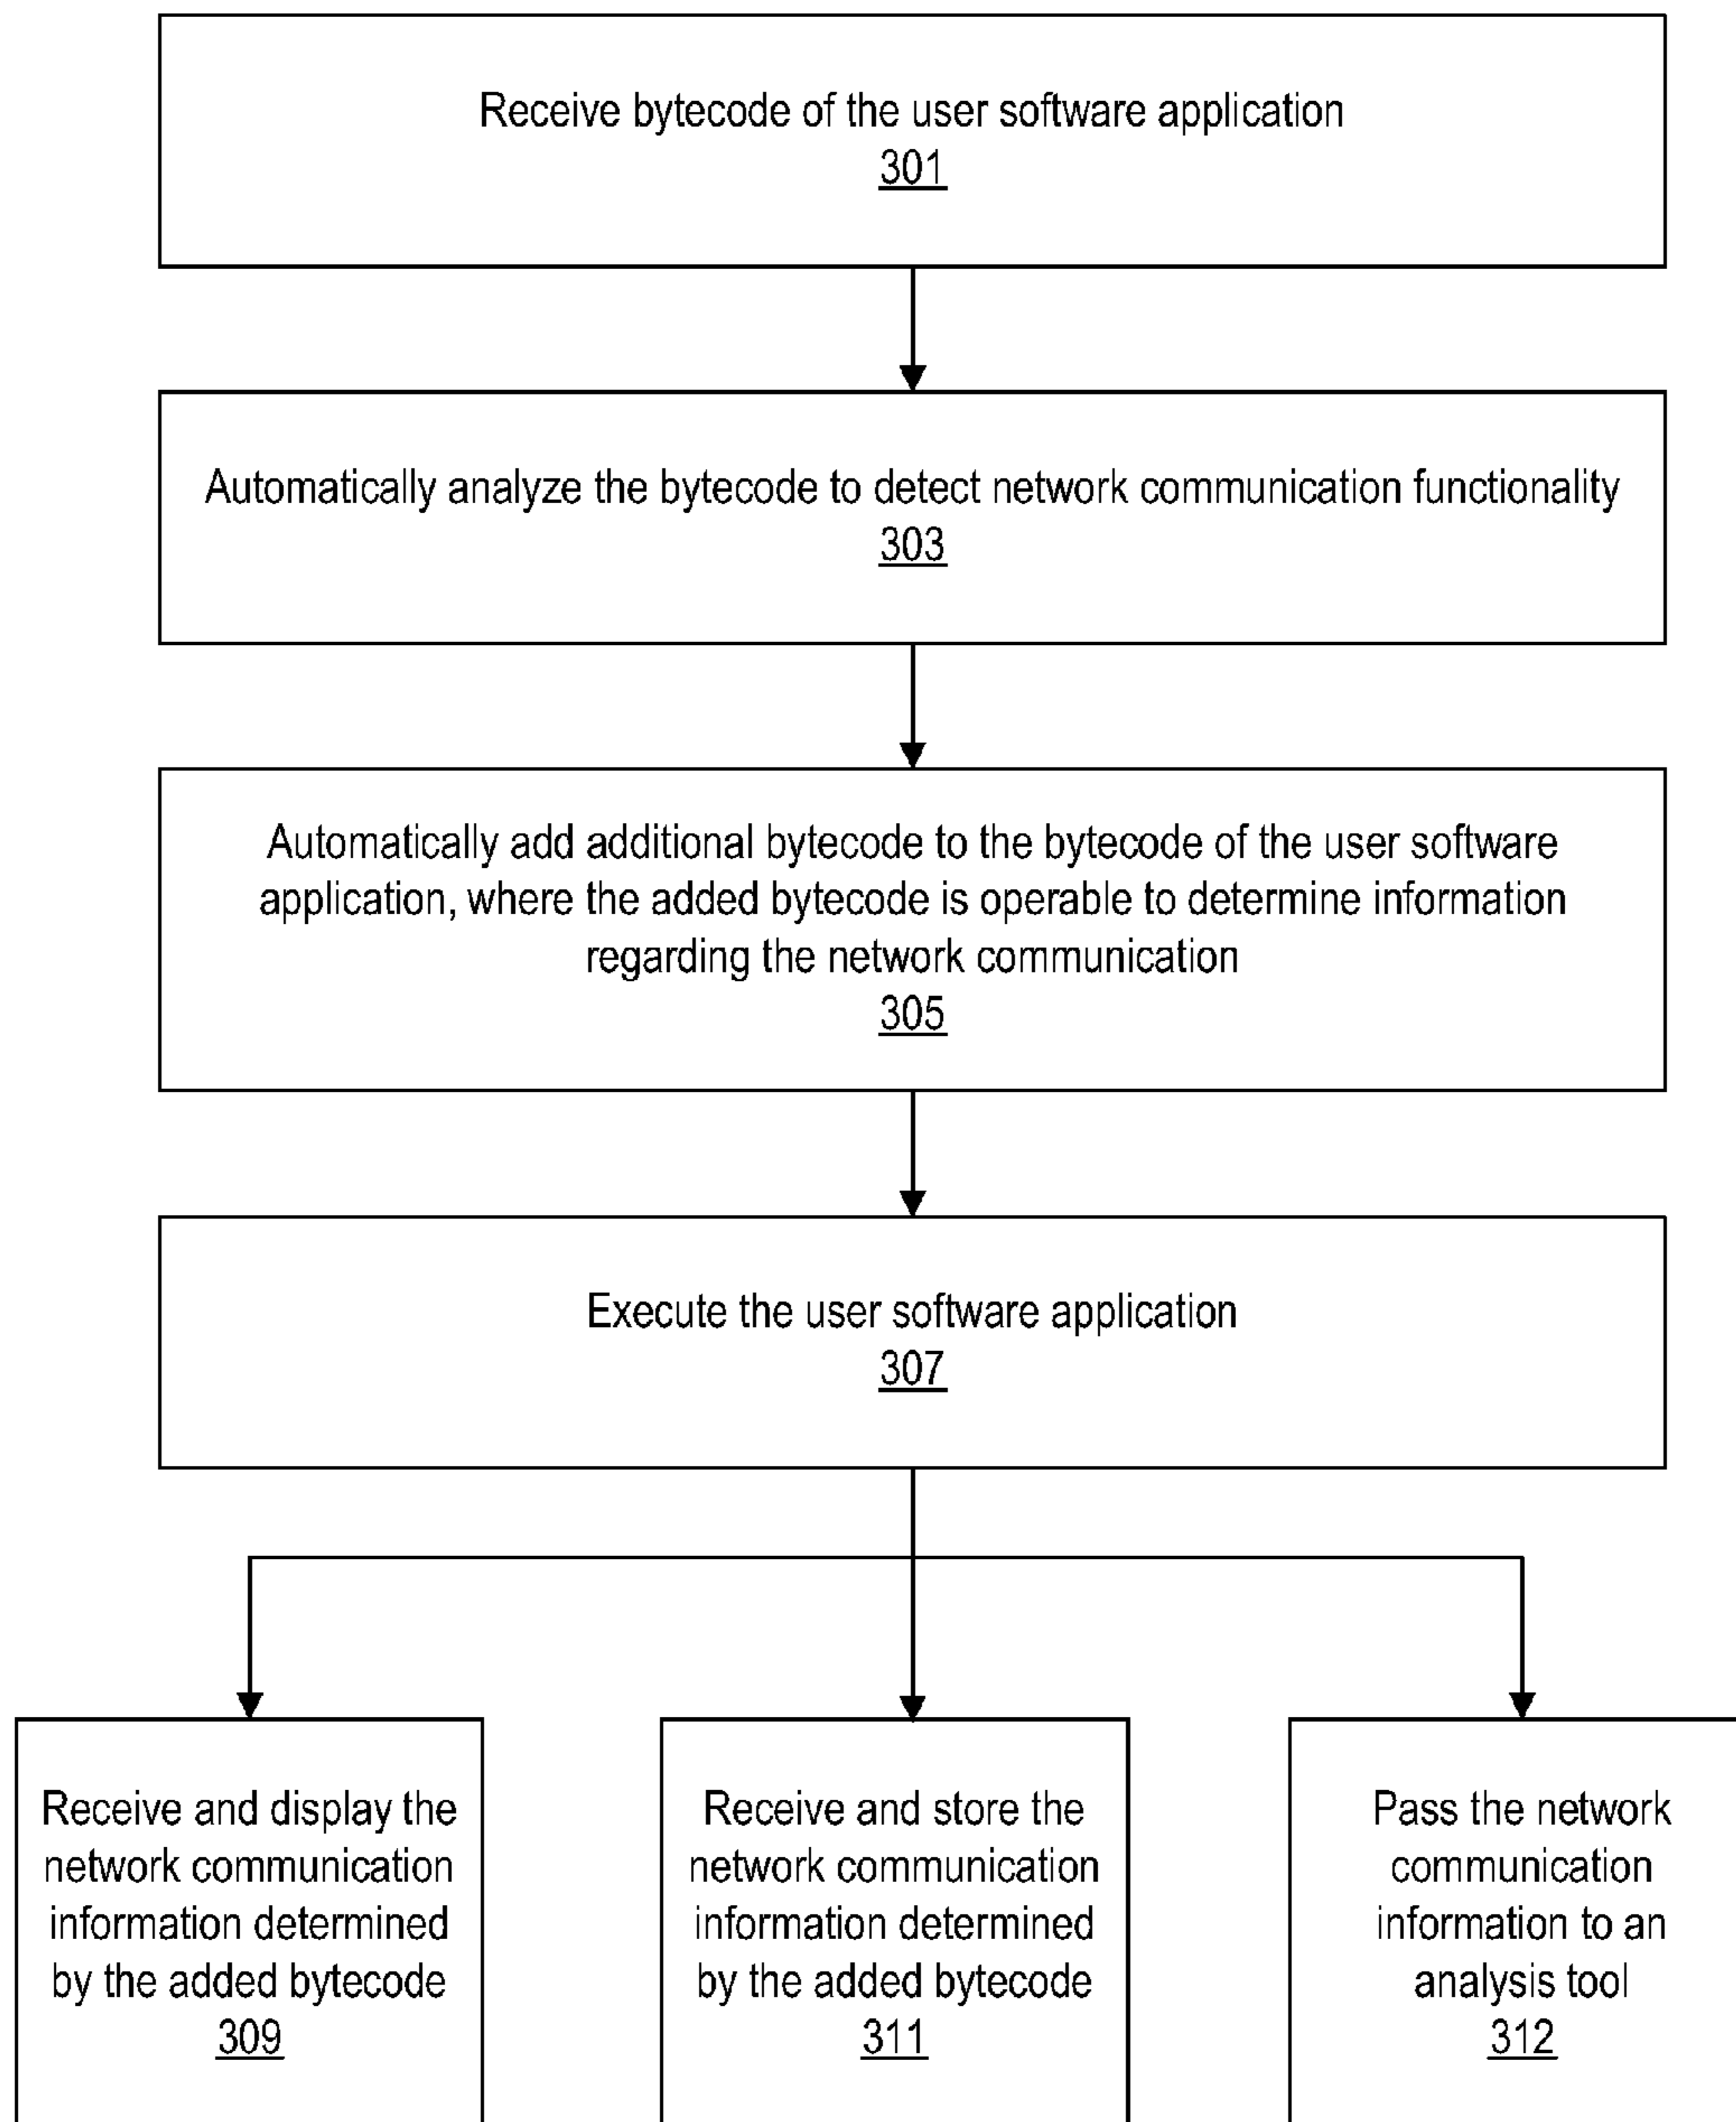 Receive bytecode of the user software application
301
Automatically analyze the bytecode to detect network communication functionality
303
Automatically add additional bytecode to the bytecode of the user software
application, where the added bytecode is operable to determine information
regarding the network communication
305
Execute the user software application
307
Receive and display the
network communication
information determined
by the added bytecode
309
Receive and store the
network communication
information determined
by the added bytecode
311
Pass the network
communication
information to an
analysis tool
312